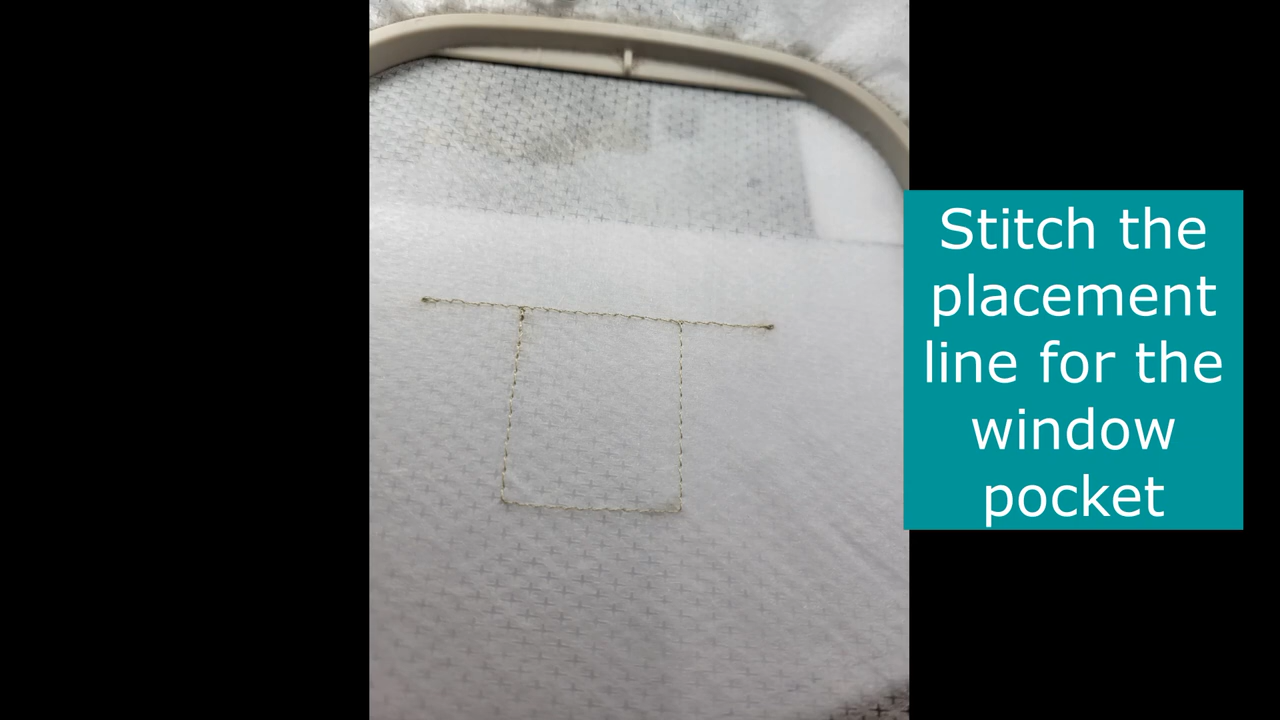 Stitch the
placement
line for the
window
pocket